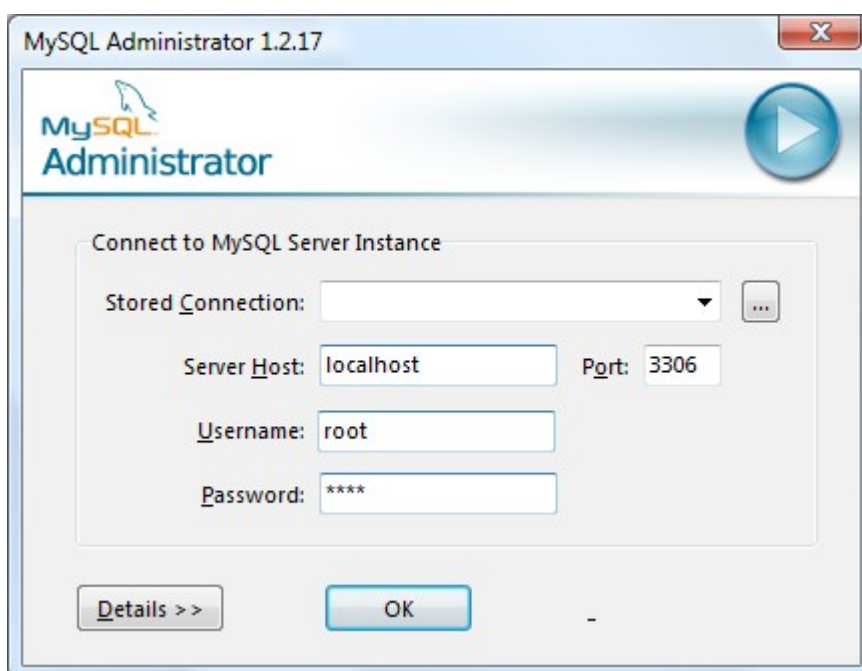 MySQL Administrator 1.2.17
MySQL
Administrator
Connect to MySQL Server Instance
Stored Connection: ...
Server Host: localhost Port: 3306
Username: root
Password: ****
Details >> OK -